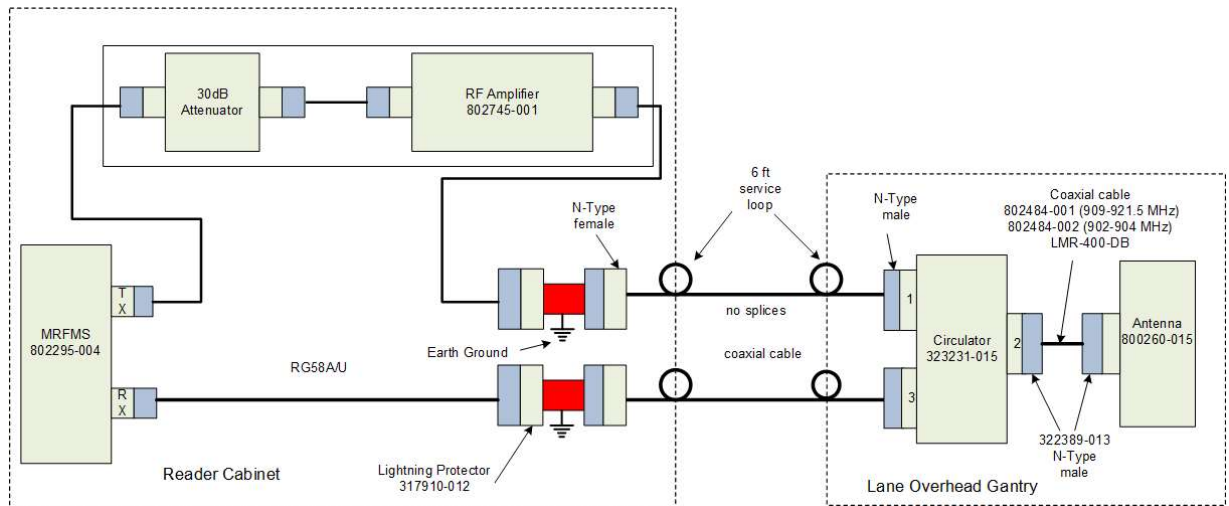 30dB
Attenuator
RF Amplifier
802745-001
6 ft
service
loop
N-Type
female
N-Type
male
Coaxial cable
802484-001 (909-921.5 MHz)
802484-002 (902-904 MHz)
LMR-400-DB
T
X
MRFMS
802295-004
R
X
RG58A/U
Earth Ground
no splices
coaxial cable
1
2
3
Circulator
323231-015
Antenna
800260-015
Lightning Protector
317910-012
322389-013
N-Type
male
Reader Cabinet
Lane Overhead Gantry